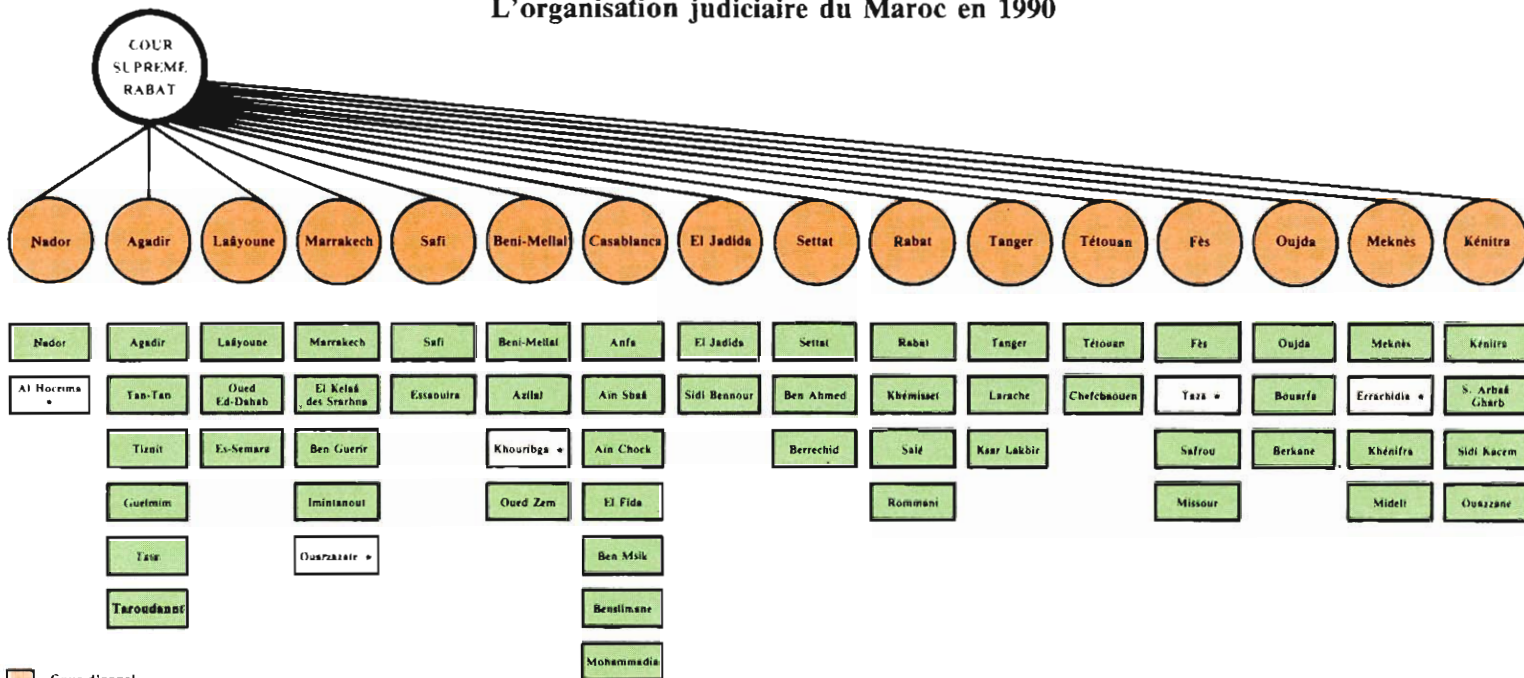 L'organisation judiciaire du Maroc en 1990
COUR
SUPREME
RABAT
Nador
Agadir
Laâyoune
Marrakech
Safi
Beni-Mellal
Casablanca
El Jadida
Settat
Rabat
Tanger
Tétouan
Fès
Oujda
Meknès
Kénitra
Nador
Agadir
Laâyoune
Marrakech
Safi
Beni-Mellal
Anfa
El Jadida
Settat
Rabat
Tanger
Tétouan
Fès
Oujda
Meknès
Kénitra
Al Hoceima
*
Tan-Tan
Oued
Ed-Dahab
El Kelaâ
des Srarhna
Essaouira
Azilal
Aïn Sbaâ
Sidi Bennour
Ben Ahmed
Khémisset
Larache
Chefchaouen
Taza *
Bouarfa
Errachidia *
S. Arbaâ
Gharb
Tiznit
Es-Semara
Ben Guerir
Khouribga *
Aïn Chock
Berrechid
Salé
Ksar Lakbir
Safrou
Berkane
Khénifra
Sidi Kacem
Guelmim
Imintanout
Oued Zem
El Fida
Rommani
Missour
Midelt
Ouazzane
Tata
Ouarzazate *
Ben Msik
Taroudannt
Benslimane
Mohammadia